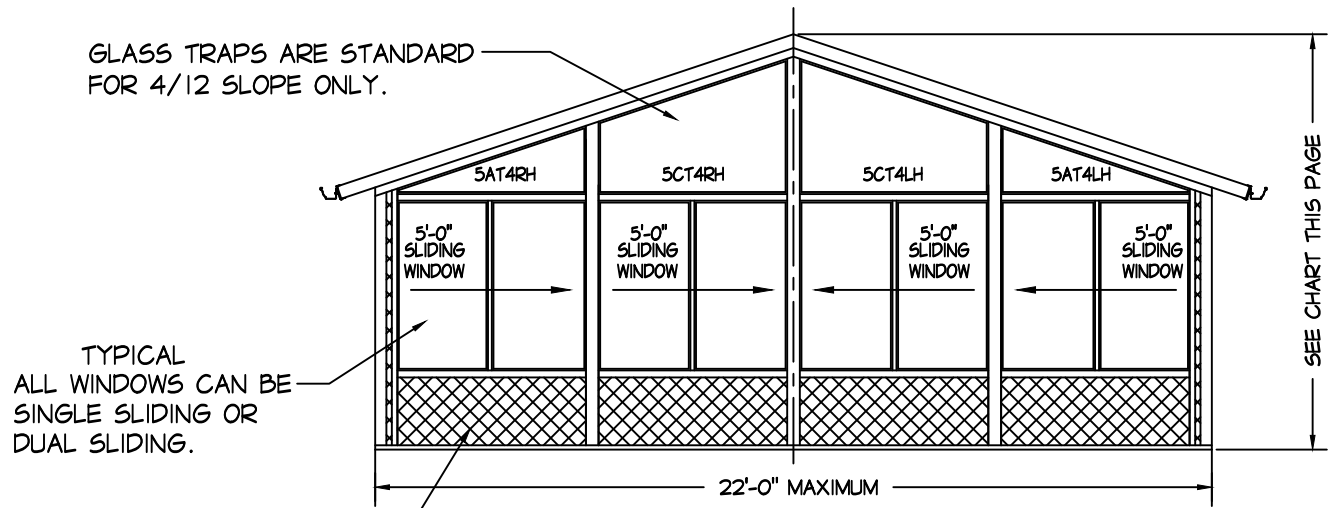 GLASS TRAPS ARE STANDARD
FOR 4/12 SLOPE ONLY.
5AT4RH
5CT4RH
5CT4LH
5AT4LH
5'-0"
SLIDING
WINDOW
5'-0"
SLIDING
WINDOW
5'-0"
SLIDING
WINDOW
5'-0"
SLIDING
WINDOW
SEE CHART THIS PAGE
TYPICAL
ALL WINDOWS CAN BE
SINGLE SLIDING OR
DUAL SLIDING.
22'-0" MAXIMUM